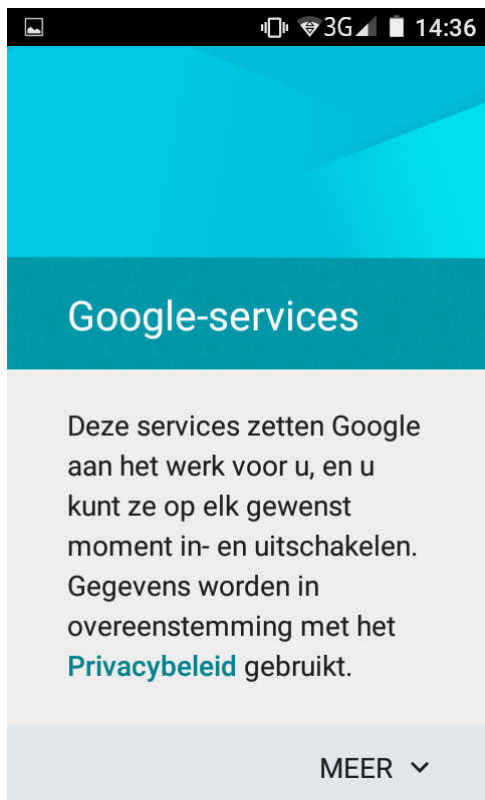 3G 14:36
Google-services
Deze services zetten Google
aan het werk voor u, en u
kunt ze op elk gewenst
moment in- en uitschakelen.
Gegevens worden in
overeenstemming met het
Privacybeleid gebruikt.
MEER